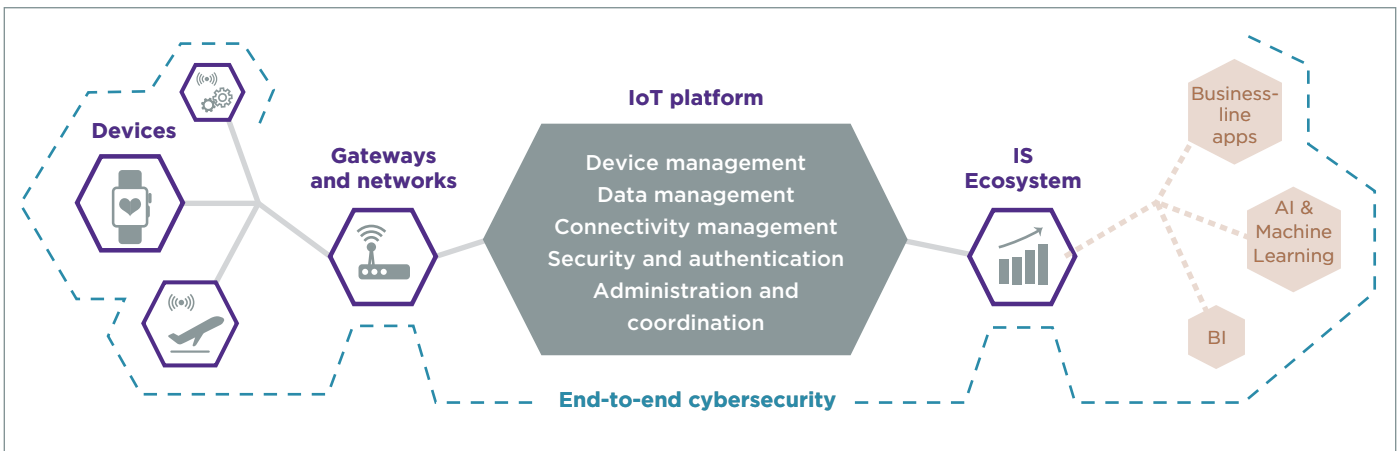 Devices
Gateways
and networks
IoT platform
Device management
Data management
Connectivity management
Security and authentication
Administration and
coordination
IS
Ecosystem
Business-
line
apps
AI &
Machine
Learning
BI
End-to-end cybersecurity